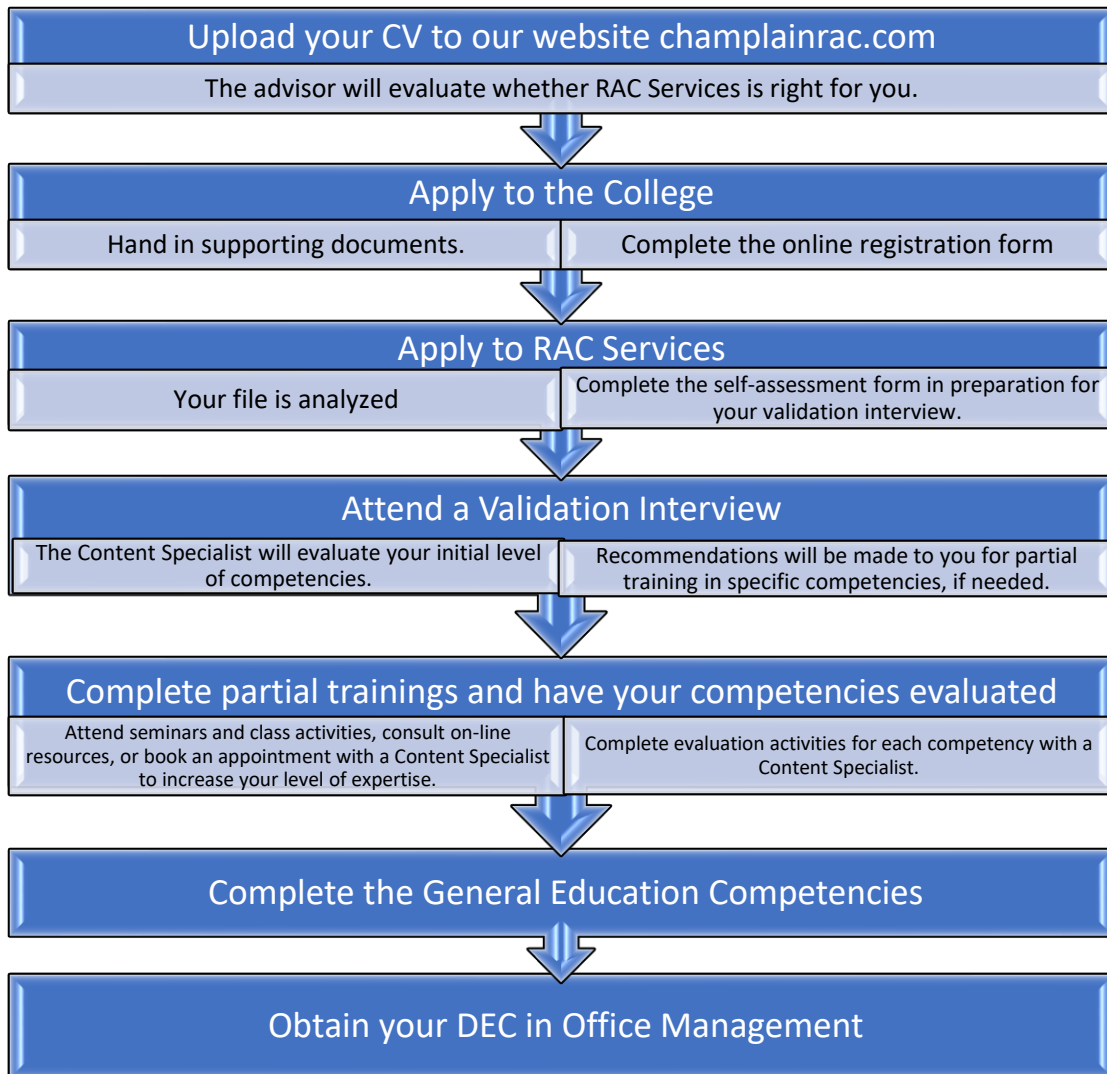 Upload your CV to our website champlainrac.com
The advisor will evaluate whether RAC Services is right for you.
Apply to the College
Hand in supporting documents.
Complete the online registration form
Apply to RAC Services
Your file is analyzed
Complete the self-assessment form in preparation for
your validation interview.
Attend a Validation Interview
The Content Specialist will evaluate your initial level
of competencies.
Recommendations will be made to you for partial
training in specific competencies, if needed.
Complete partial trainings and have your competencies evaluated
Attend seminars and class activities, consult on-line
resources, or book an appointment with a Content Specialist
to increase your level of expertise.
Complete evaluation activities for each competency with a
Content Specialist.
Complete the General Education Competencies
Obtain your DEC in Office Management